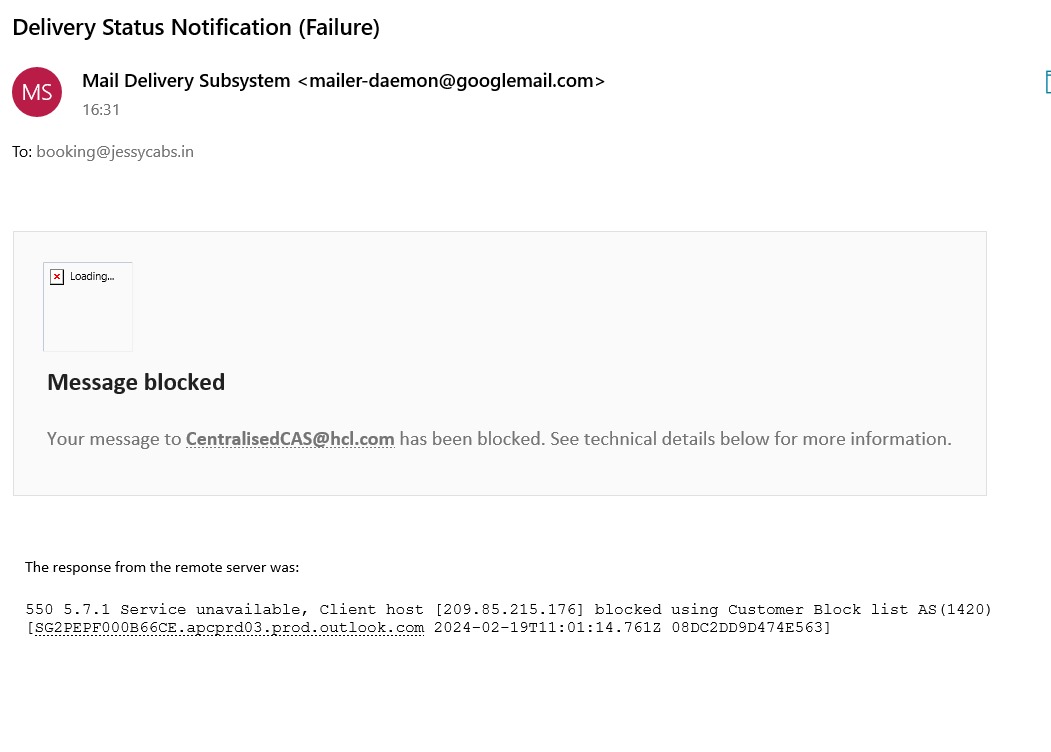 Delivery Status Notification (Failure)
MS
Mail Delivery Subsystem <mailer-daemon@googlemail.com>
16:31
To: booking@jessycabs.in
Loading...
Message blocked
Your message to CentralisedCAS@hcl.com has been blocked. See technical details below for more information.
The response from the remote server was:
550 5.7.1 Service unavailable, Client host [209.85.215.176] blocked using Customer Block list AS(1420)
[SG2PEPF000B66CE.apcprd03.prod.outlook.com 2024-02-19T11:01:14.761Z 08DC2DD9D474E563]